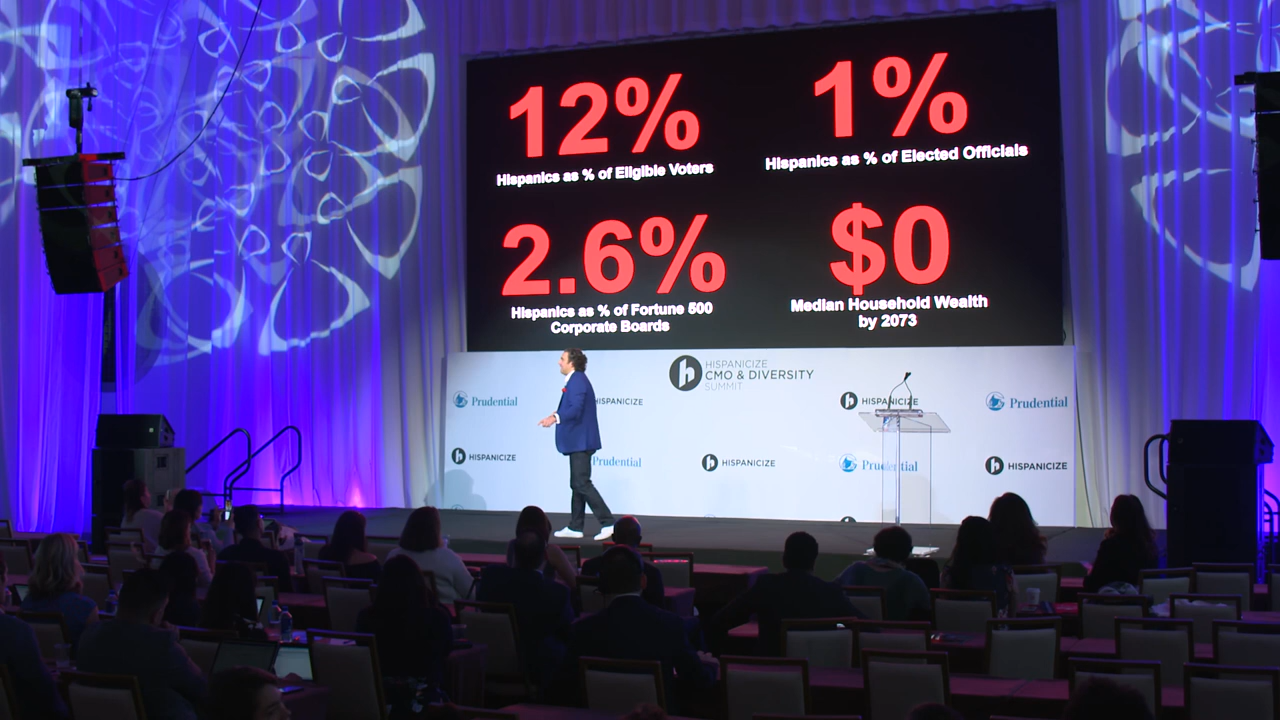 12%
Hispanics as % of Eligible Voters
1%
Hispanics as % of Elected Officials
2.6%
Hispanics as % of Fortune 500
Corporate Boards
$0
Median Household Wealth
by 2073
HISPANICIZE
CMO & DIVERSITY
SUMMIT
Prudential
HISPANICIZE
HISPANICIZE
Prudential
HISPANICIZE
Prudential
HISPANICIZE
Prudential
HISPANICIZE